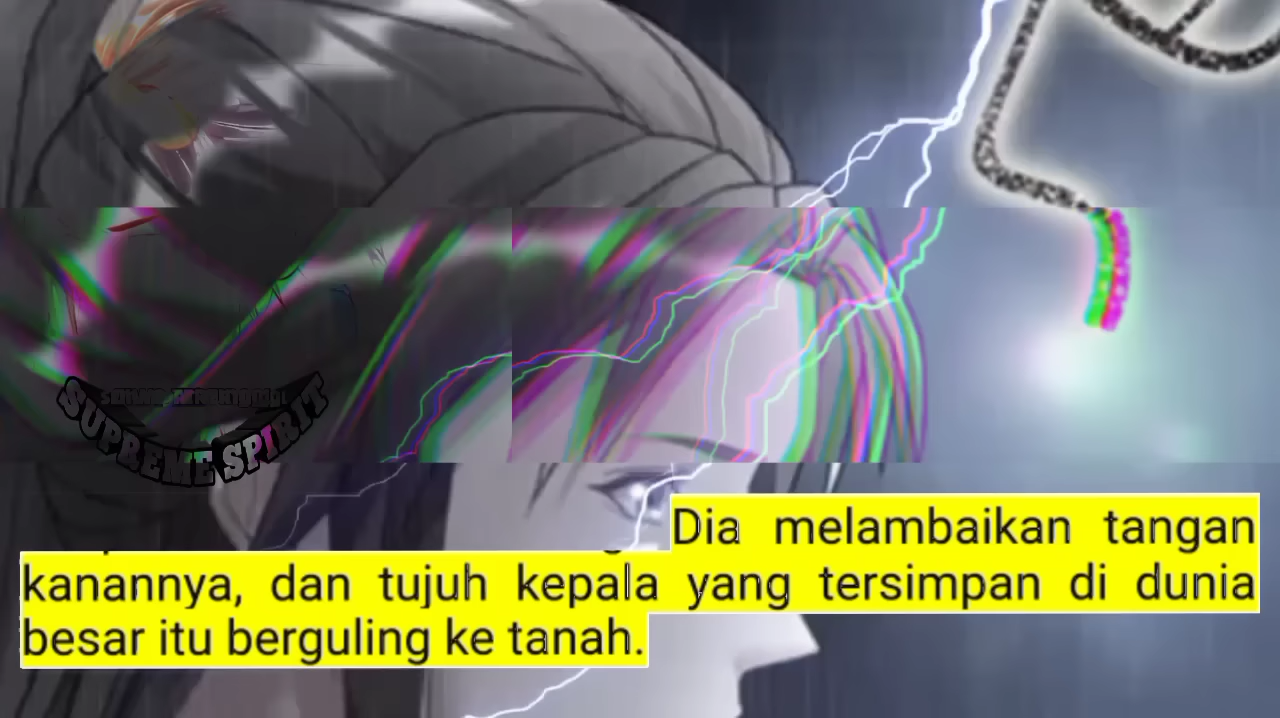 SUPREME SPIRIT
Dia melambaikan tangan
kanannya, dan tujuh kepala yang tersimpan di dunia
besar itu berguling ke tanah.